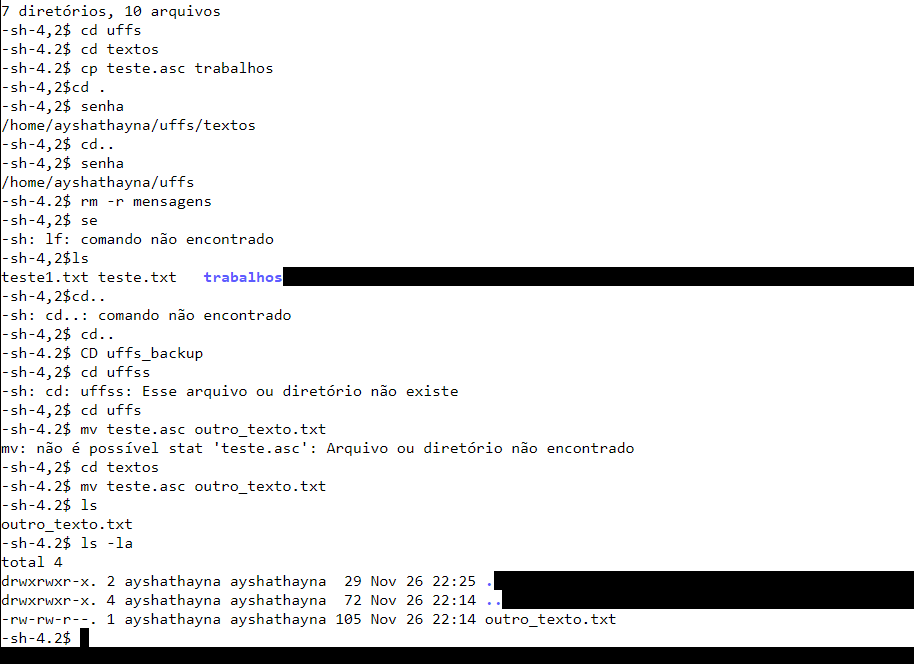 7 diretórios, 10 arquivos
-sh-4,2$ cd uffs
-sh-4.2$ cd textos
-sh-4.2$ cp teste.asc trabalhos
-sh-4,2$cd .
-sh-4,2$ senha
/home/ayshathayna/uffs/textos
-sh-4,2$ cd..
-sh-4,2$ senha
/home/ayshathayna/uffs
-sh-4.2$ rm -r mensagens
-sh-4,2$ se
-sh: lf: comando não encontrado
-sh-4,2$ls
teste1.txt teste.txt trabalhos
-sh-4,2$cd..
-sh: cd..: comando não encontrado
-sh-4,2$ cd..
-sh-4.2$ CD uffs_backup
-sh-4,2$ cd uffss
-sh: cd: uffss: Esse arquivo ou diretório não existe
-sh-4,2$ cd uffs
-sh-4.2$ mv teste.asc outro_texto.txt
mv: não é possível stat 'teste.asc': Arquivo ou diretório não encontrado
-sh-4,2$ cd textos
-sh-4.2$ mv teste.asc outro_texto.txt
-sh-4.2$ ls
outro_texto.txt
-sh-4.2$ ls -la
total 4
drwxrwxr-x. 2 ayshathayna ayshathayna 29 Nov 26 22:25 .
drwxrwxr-x. 4 ayshathayna ayshathayna 72 Nov 26 22:14 ..
-rw-rw-r--. 1 ayshathayna ayshathayna 105 Nov 26 22:14 outro_texto.txt
-sh-4.2$